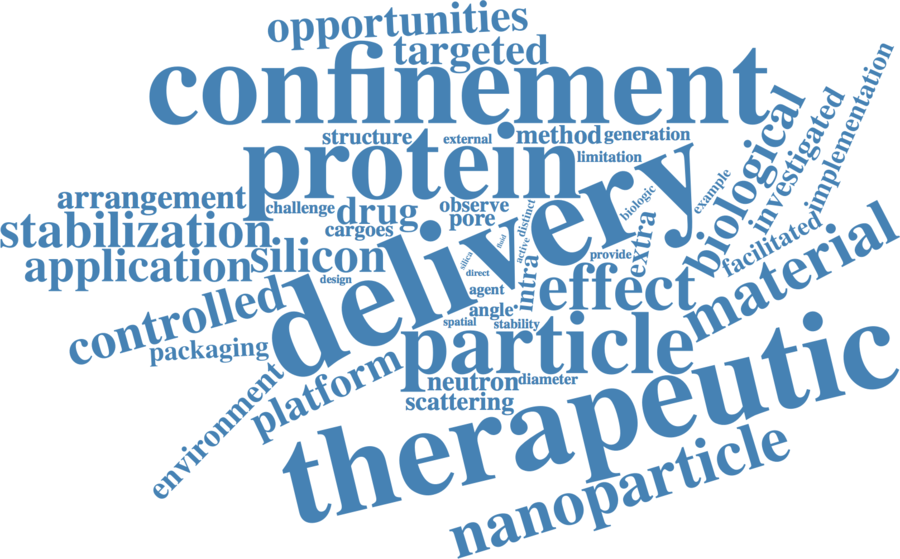 opportunities
targeted
confinement
structure
external
method
generation
protein
limitation
biological
investigated
implementation
arrangement
challenge
drug
observe
biologic
example
stabilization
cargoes
pore
distinct
extra
facilitated
application
silicon
delivery
silica
fluid
active
provide
design
direct
intra
material
controlled
agent
effect
angle
packaging
spatial
stability
particle
environment
platform
neutron
diameter
scattering
therapeutic
nanoparticle